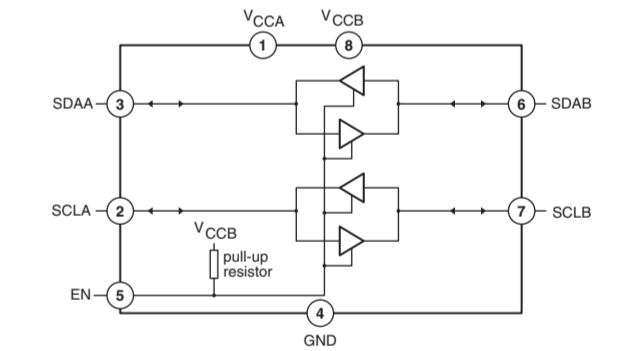 VCCA VCCB
1 8
SDAA 3 6 SDAB
SCLA 2 7 SCLB
VCCB
pull-up
resistor
EN 5
4
GND